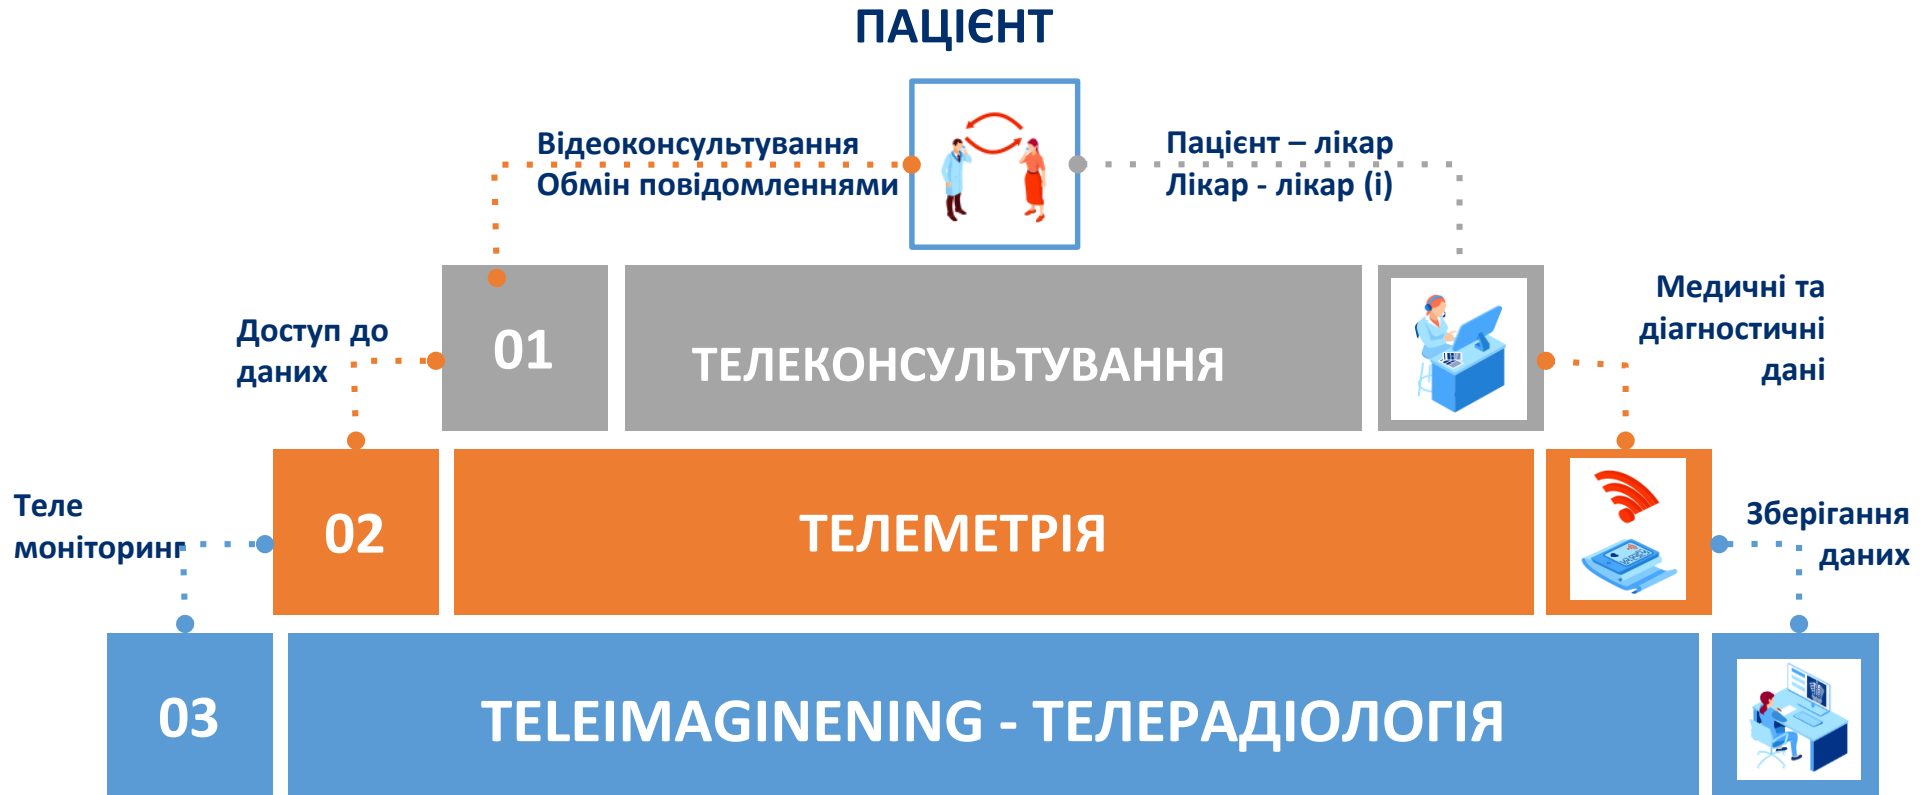 ПАЦІЄНТ
Відеоконсультування
Обмін повідомленнями
Пацієнт – лікар
Лікар - лікар (і)
Доступ до
даних
01
ТЕЛЕКОНСУЛЬТУВАННЯ
Медичні та
діагностичні
дані
Теле
моніторинг
02
ТЕЛЕМЕТРІЯ
Зберігання
даних
03
TELEIMAGINENING - ТЕЛЕРАДІОЛОГІЯ